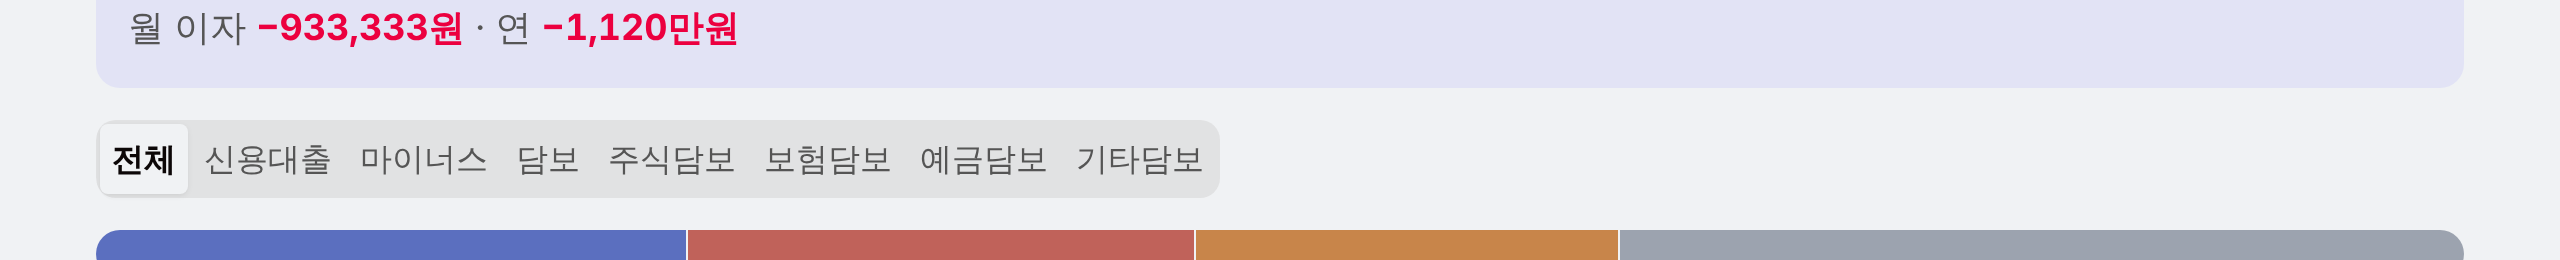 월 이자 −933,333원 · 연 −1,120만원
전체 신용대출 마이너스 담보 주식담보 보험담보 예금담보 기타담보